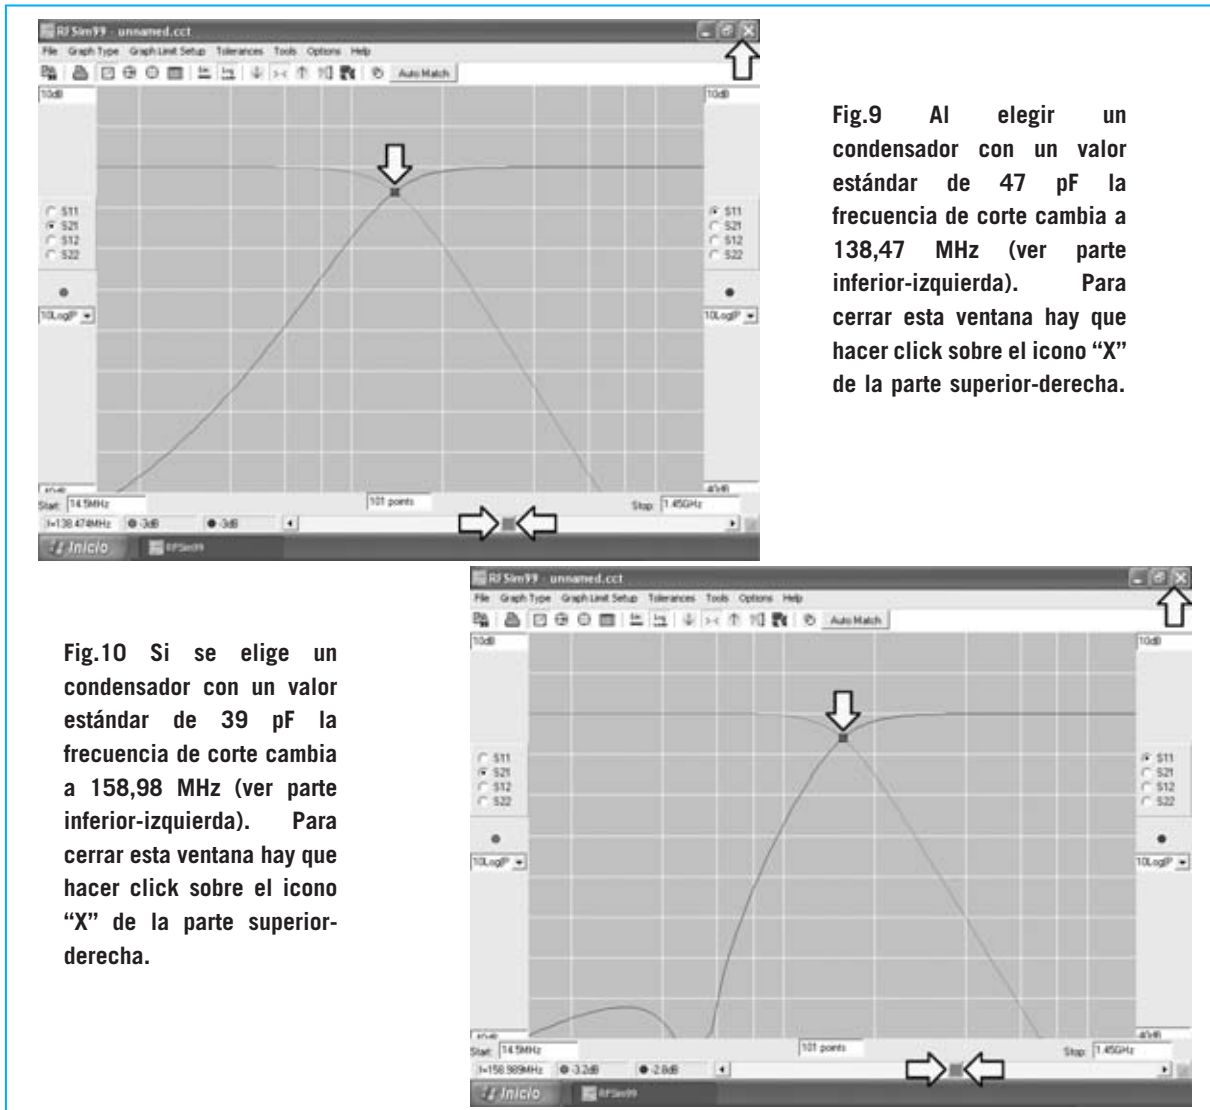 RFSim99 - unnamed.cct
File Graph Type Graph Limit Setup Tolerances Tools Options Help
Auto Match
10dB
10dB
S11
S21
S12
S22
S11
S21
S12
S22
10LogP
10LogP
-40dB
-40dB
Start: 14.5MHz
101 points
Stop: 1.45GHz
f=138.474MHz
-3dB
-3dB
Inicio
RFSim99
Fig.9 Al elegir un
condensador con un valor
estándar de 47 pF la
frecuencia de corte cambia a
138,47 MHz (ver parte
inferior-izquierda). Para
cerrar esta ventana hay que
hacer click sobre el icono “X”
de la parte superior-derecha.
Fig.10 Si se elige un
condensador con un valor
estándar de 39 pF la
frecuencia de corte cambia
a 158,98 MHz (ver parte
inferior-izquierda). Para
cerrar esta ventana hay que
hacer click sobre el icono
“X” de la parte superior-
derecha.
RFSim99 - unnamed.cct
File Graph Type Graph Limit Setup Tolerances Tools Options Help
Auto Match
10dB
10dB
S11
S21
S12
S22
S11
S21
S12
S22
10LogP
10LogP
-40dB
-40dB
Start: 14.5MHz
101 points
Stop: 1.45GHz
f=158.989MHz
-3.2dB
-2.8dB
Inicio
RFSim99